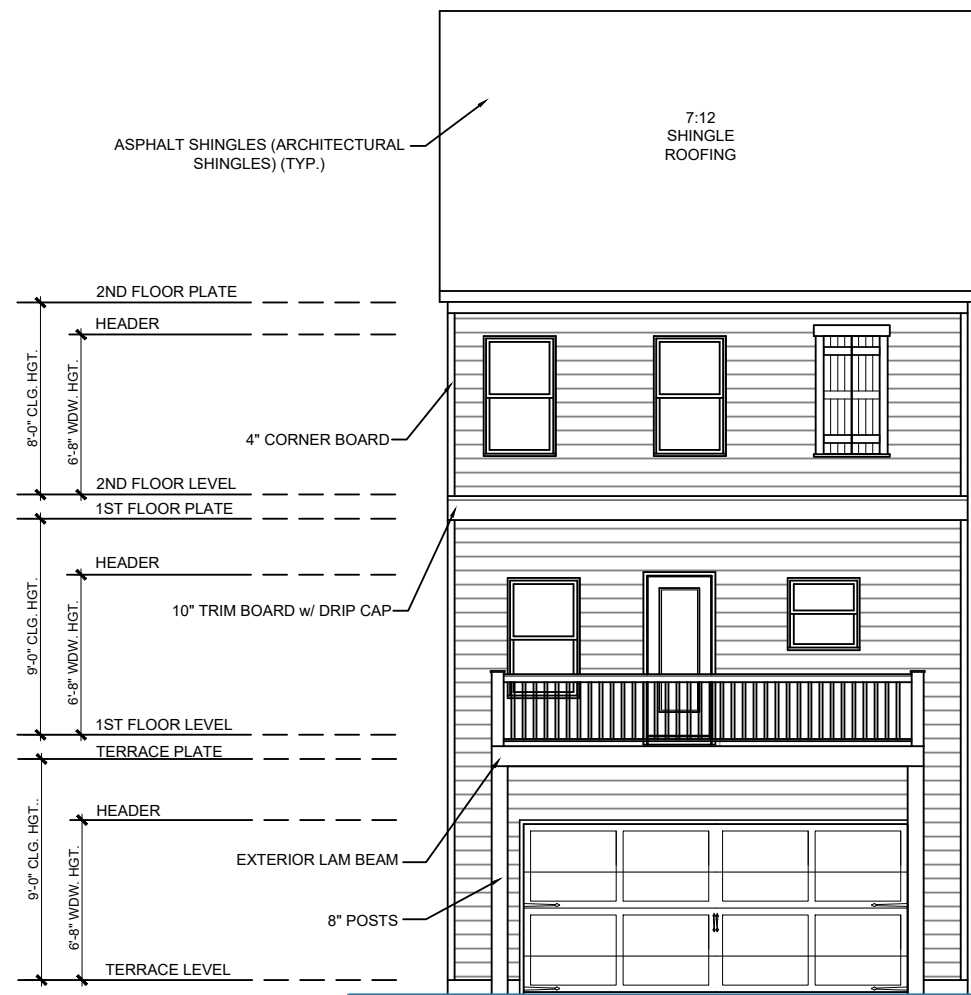 7:12
SHINGLE
ROOFING
ASPHALT SHINGLES (ARCHITECTURAL
SHINGLES) (TYP.)
2ND FLOOR PLATE
HEADER
8'-0" CLG. HGT.
6'-8" WDW. HGT.
4" CORNER BOARD
2ND FLOOR LEVEL
1ST FLOOR PLATE
HEADER
9'-0" CLG. HGT.
6'-8" WDW. HGT.
10" TRIM BOARD w/ DRIP CAP
1ST FLOOR LEVEL
TERRACE PLATE
HEADER
9'-0" CLG. HGT..
6'-8" WDW. HGT.
EXTERIOR LAM BEAM
8" POSTS
TERRACE LEVEL